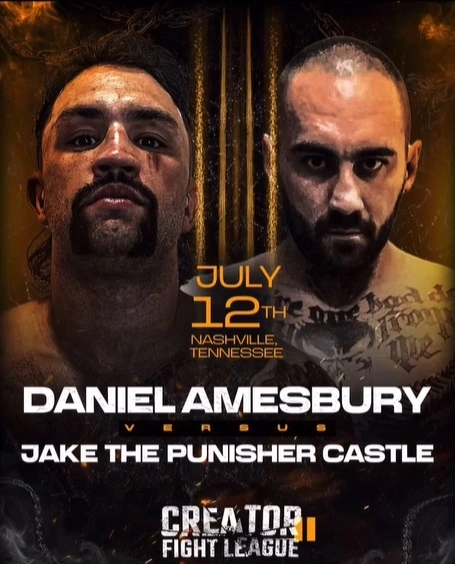 JULY
12TH
NASHVILLE,
TENNESSEE
DANIEL AMESBURY
VERSUS
JAKE THE PUNISHER CASTLE
CREATOR II
FIGHT LEAGUE